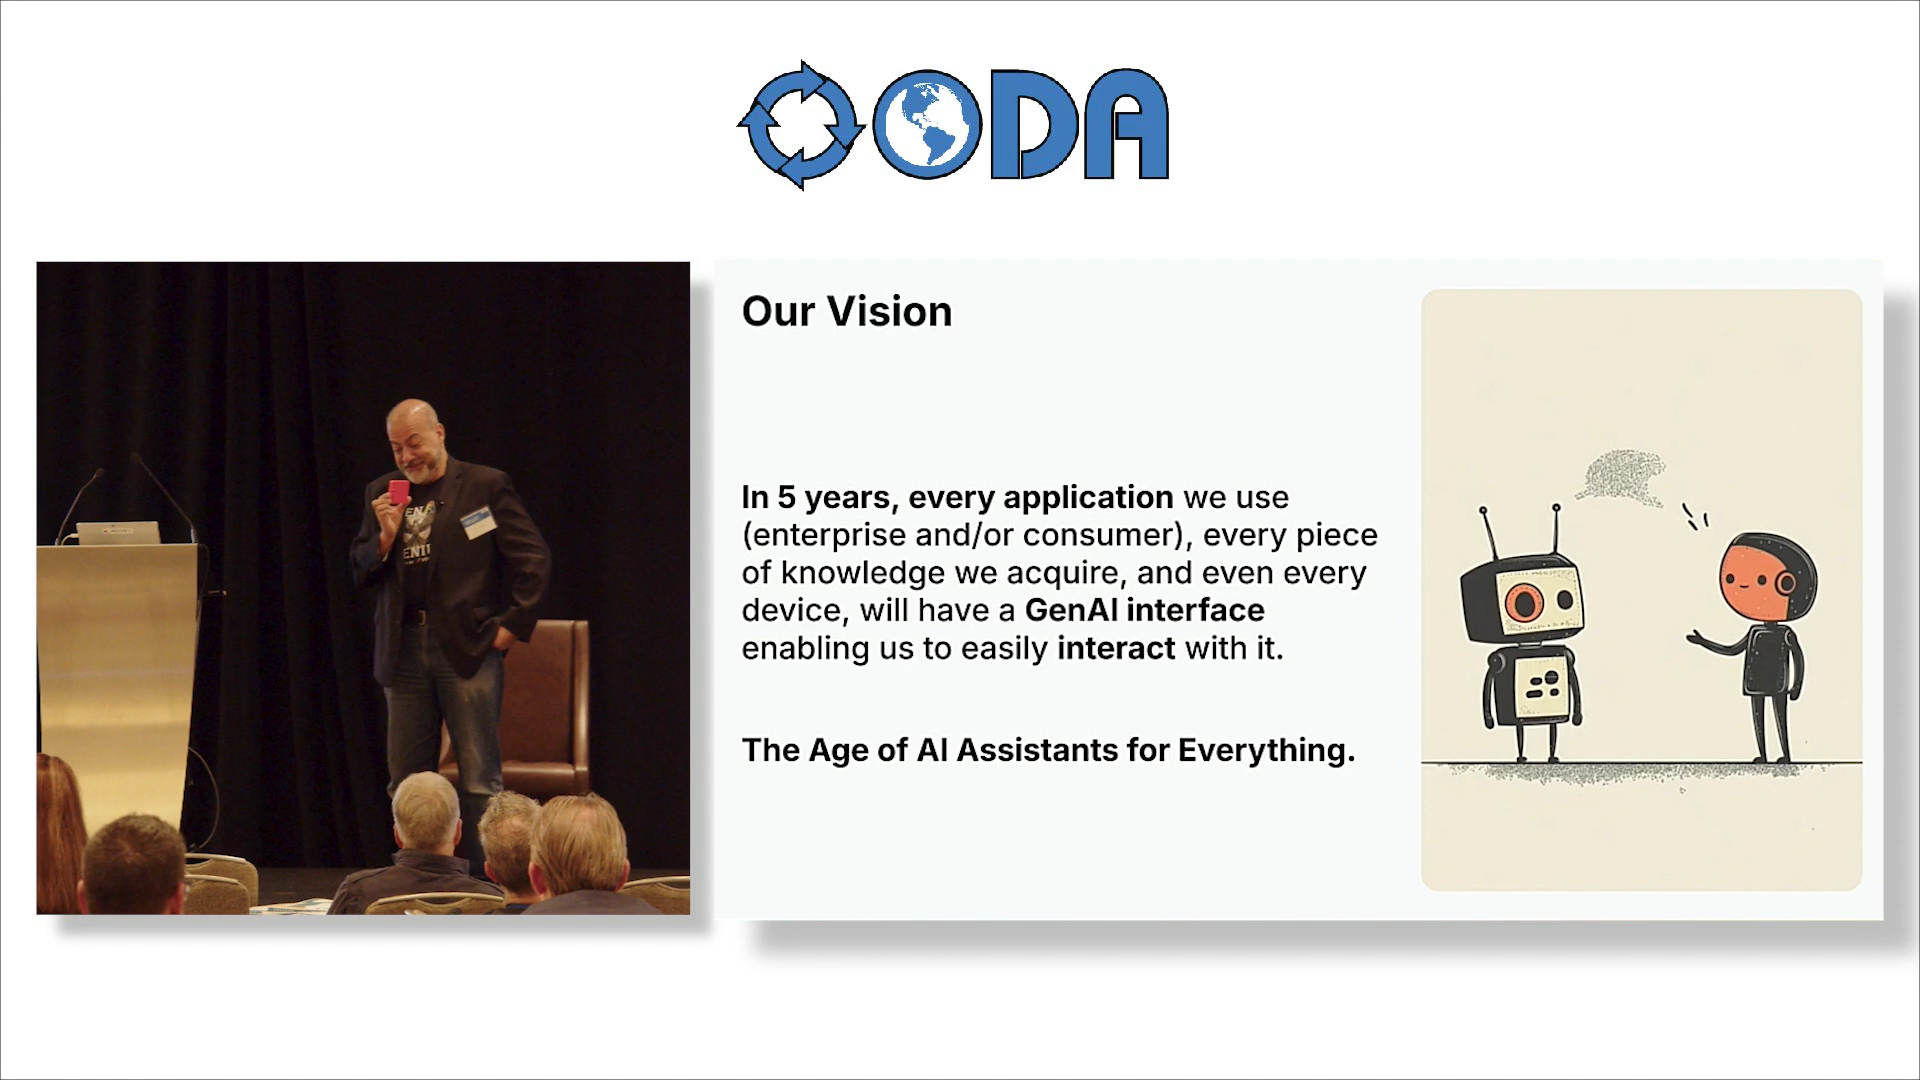 OODA
Our Vision
In 5 years, every application we use
(enterprise and/or consumer), every piece
of knowledge we acquire, and even every
device, will have a GenAI interface
enabling us to easily interact with it.
The Age of AI Assistants for Everything.